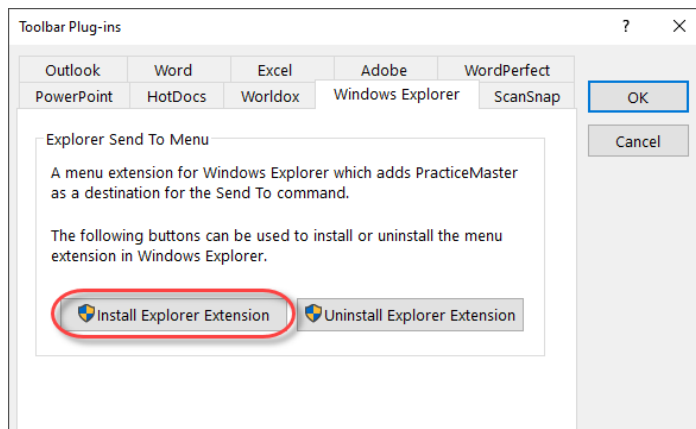 Toolbar Plug-ins
?
Outlook Word Excel Adobe WordPerfect
PowerPoint HotDocs Worldox Windows Explorer ScanSnap
OK
Cancel
Explorer Send To Menu
A menu extension for Windows Explorer which adds PracticeMaster
as a destination for the Send To command.
The following buttons can be used to install or uninstall the menu
extension in Windows Explorer.
Install Explorer Extension Uninstall Explorer Extension